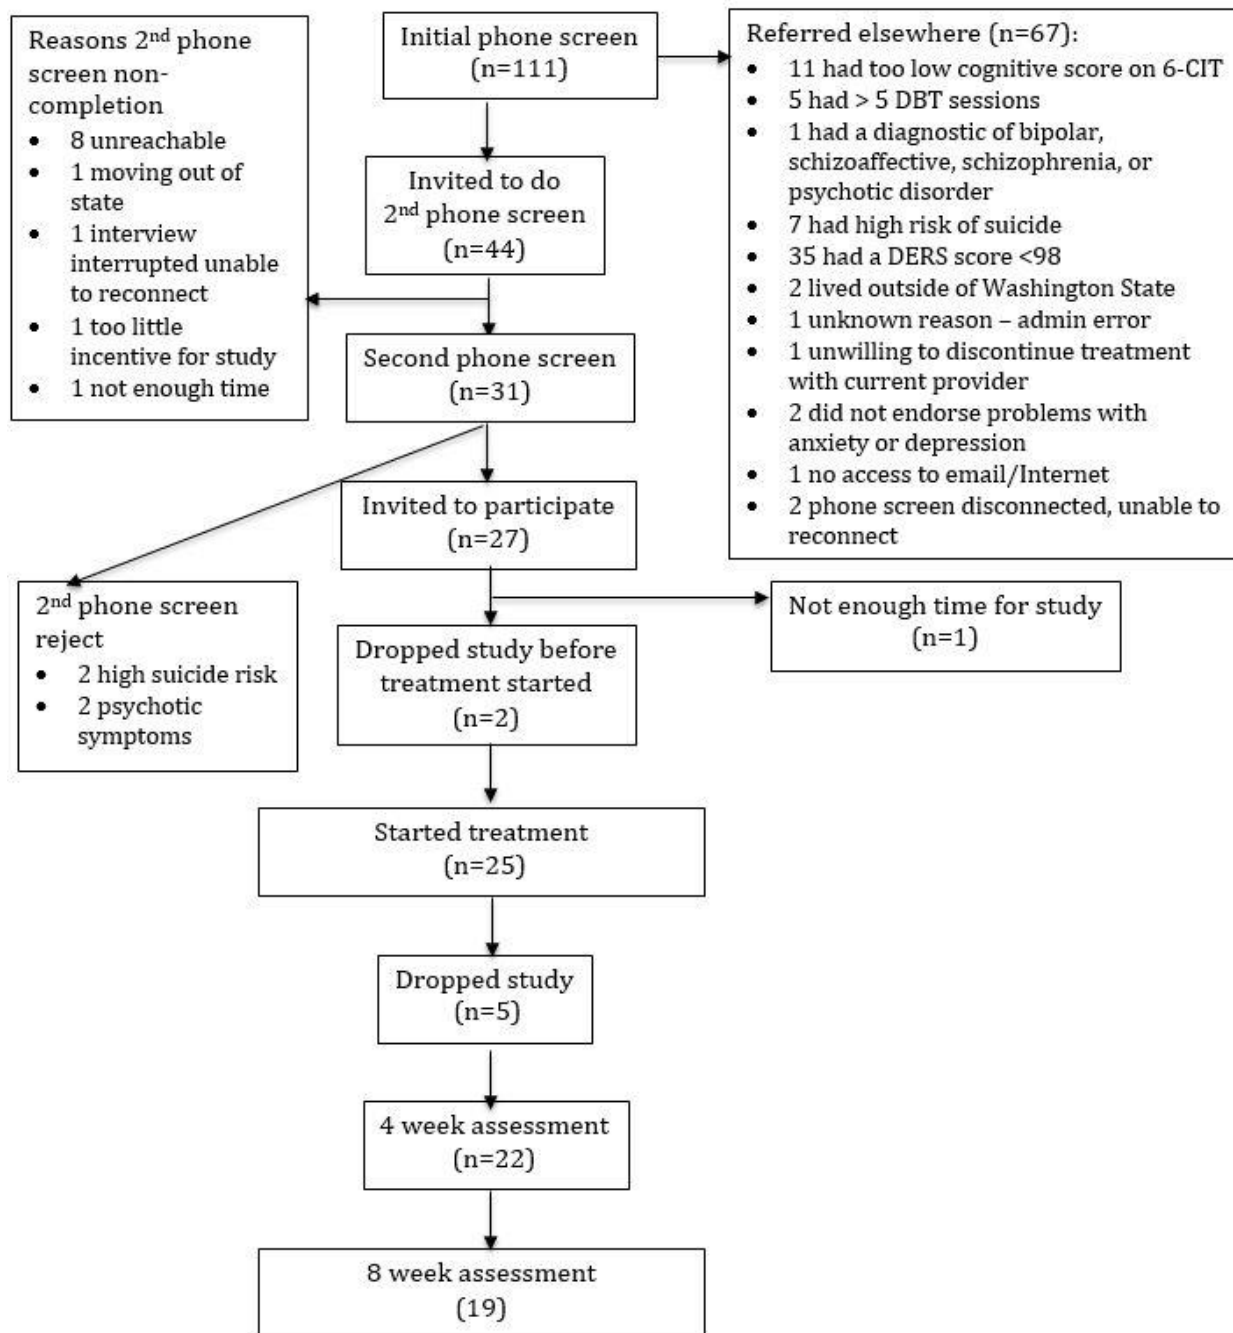 Reasons 2nd phone
screen non-
completion
• 8 unreachable
• 1 moving out of
state
• 1 interview
interrupted unable
to reconnect
• 1 too little
incentive for study
• 1 not enough time
Initial phone screen
(n=111)
Referred elsewhere (n=67):
• 11 had too low cognitive score on 6-CIT
• 5 had > 5 DBT sessions
• 1 had a diagnostic of bipolar,
schizoaffective, schizophrenia, or
psychotic disorder
• 7 had high risk of suicide
• 35 had a DERS score <98
• 2 lived outside of Washington State
• 1 unknown reason – admin error
• 1 unwilling to discontinue treatment
with current provider
• 2 did not endorse problems with
anxiety or depression
• 1 no access to email/Internet
• 2 phone screen disconnected, unable to
reconnect
Invited to do
2nd phone screen
(n=44)
Second phone screen
(n=31)
Invited to participate
(n=27)
2nd phone screen
reject
• 2 high suicide risk
• 2 psychotic
symptoms
Not enough time for study
(n=1)
Dropped study before
treatment started
(n=2)
Started treatment
(n=25)
Dropped study
(n=5)
4 week assessment
(n=22)
8 week assessment
(19)